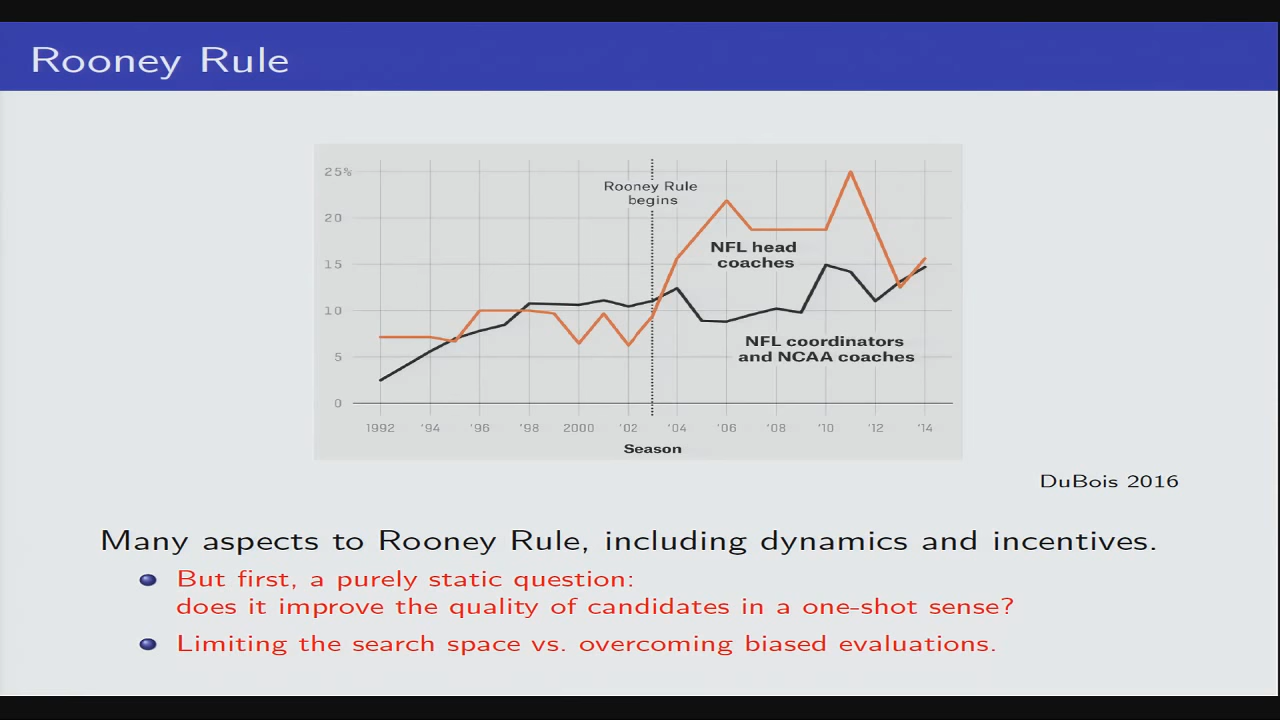 Rooney Rule
25%
Rooney Rule
begins
20
NFL head
coaches
15
10
NFL coordinators
and NCAA coaches
5
0
1992 '94 '96 '98 2000 '02 '04 '06 '08 '10 '12 '14
Season
DuBois 2016
Many aspects to Rooney Rule, including dynamics and incentives.
But first, a purely static question:
does it improve the quality of candidates in a one-shot sense?
Limiting the search space vs. overcoming biased evaluations.